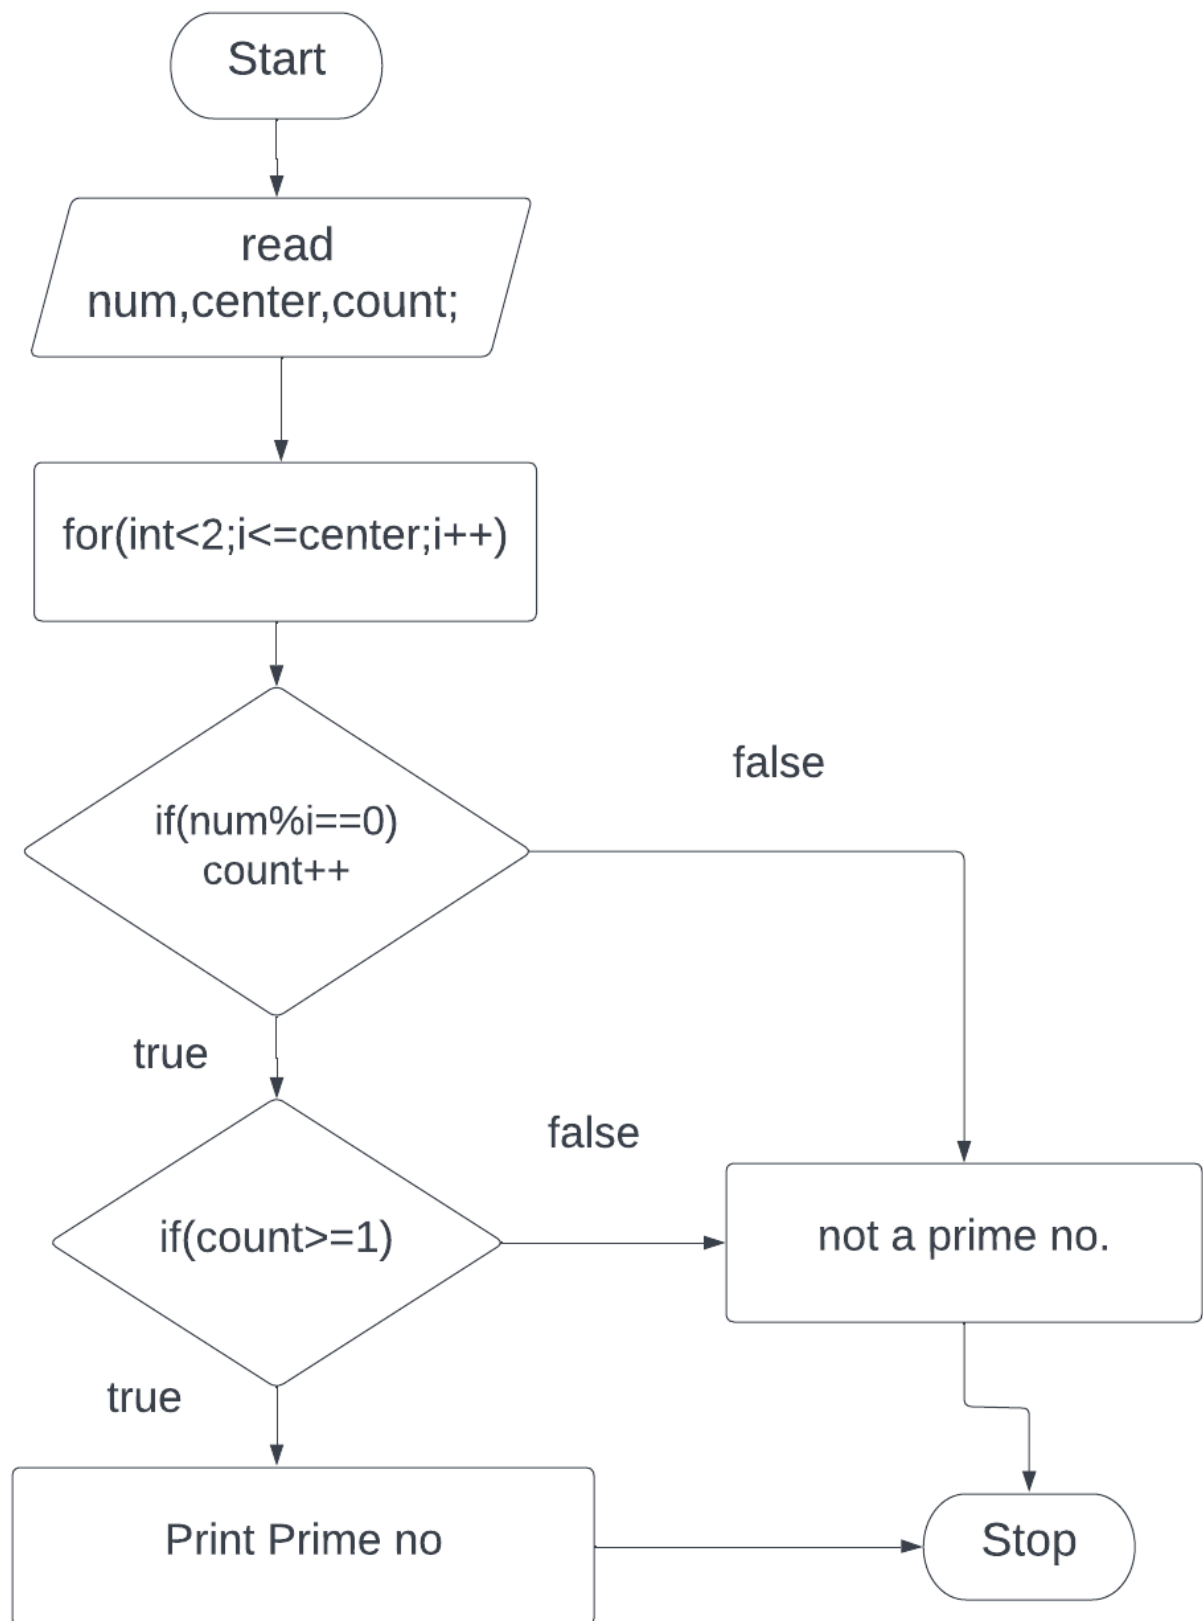 Start
read
num,center,count;
for(int<2;i<=center;i++)
false
if(num%i==0)
count++
true
false
if(count>=1)
not a prime no.
true
Print Prime no
Stop